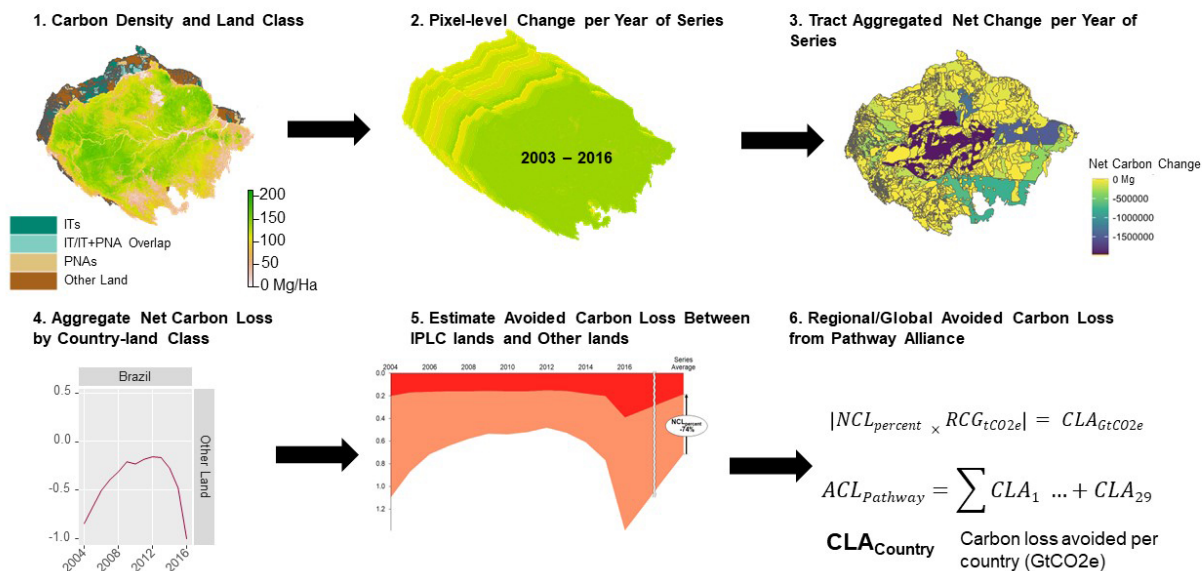 1. Carbon Density and Land Class
2. Pixel-level Change per Year of Series
3. Tract Aggregated Net Change per Year of
Series
2003 – 2016
Net Carbon Change
0 Mg
-500000
-1000000
-1500000
200
150
100
50
0 Mg/Ha
ITs
IT/IT+PNA Overlap
PNAs
Other Land
4. Aggregate Net Carbon Loss
by Country-land Class
Brazil
0.5
0.0
-0.5
-1.0
2004
2008
2012
2016
Other Land
5. Estimate Avoided Carbon Loss Between
IPLC lands and Other lands
2004
2006
2008
2010
2012
2014
2016
Series
Average
0.0
0.2
0.4
0.6
0.8
1.0
1.2
NCLpercent
-74%
6. Regional/Global Avoided Carbon Loss
from Pathway Alliance
|NCLpercent × RCGtCO2e| = CLAGtCO2e
ACLPathway = ∑ CLA1 ... + CLA29
CLACountry Carbon loss avoided per
country (GtCO2e)